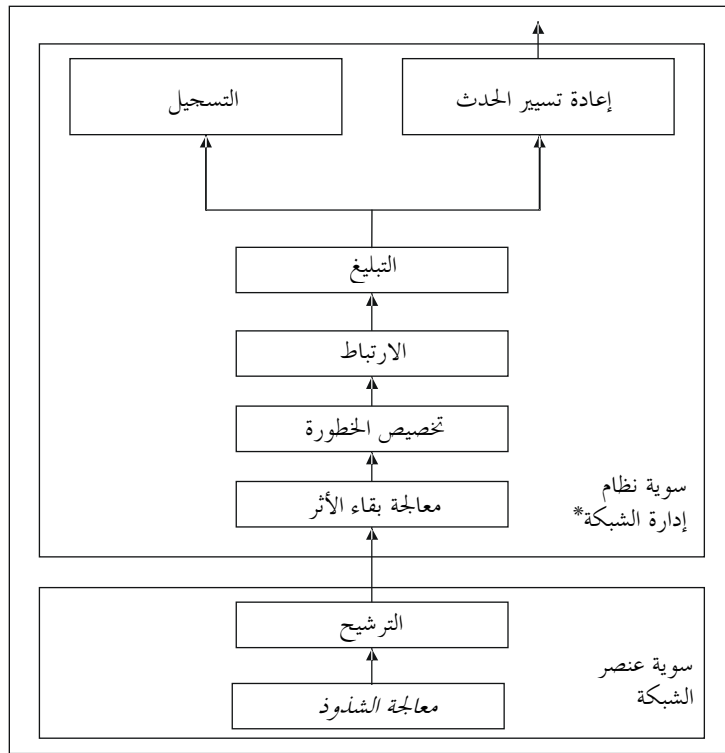 إعادة تسيير الحدث
التسجيل
التبليغ
الارتباط
تخصيص الخطورة
معالجة بقاء الأثر
سوية نظام
إدارة الشبكة*
الترشيح
سوية عنصر
الشبكة
معالجة الشذوذ